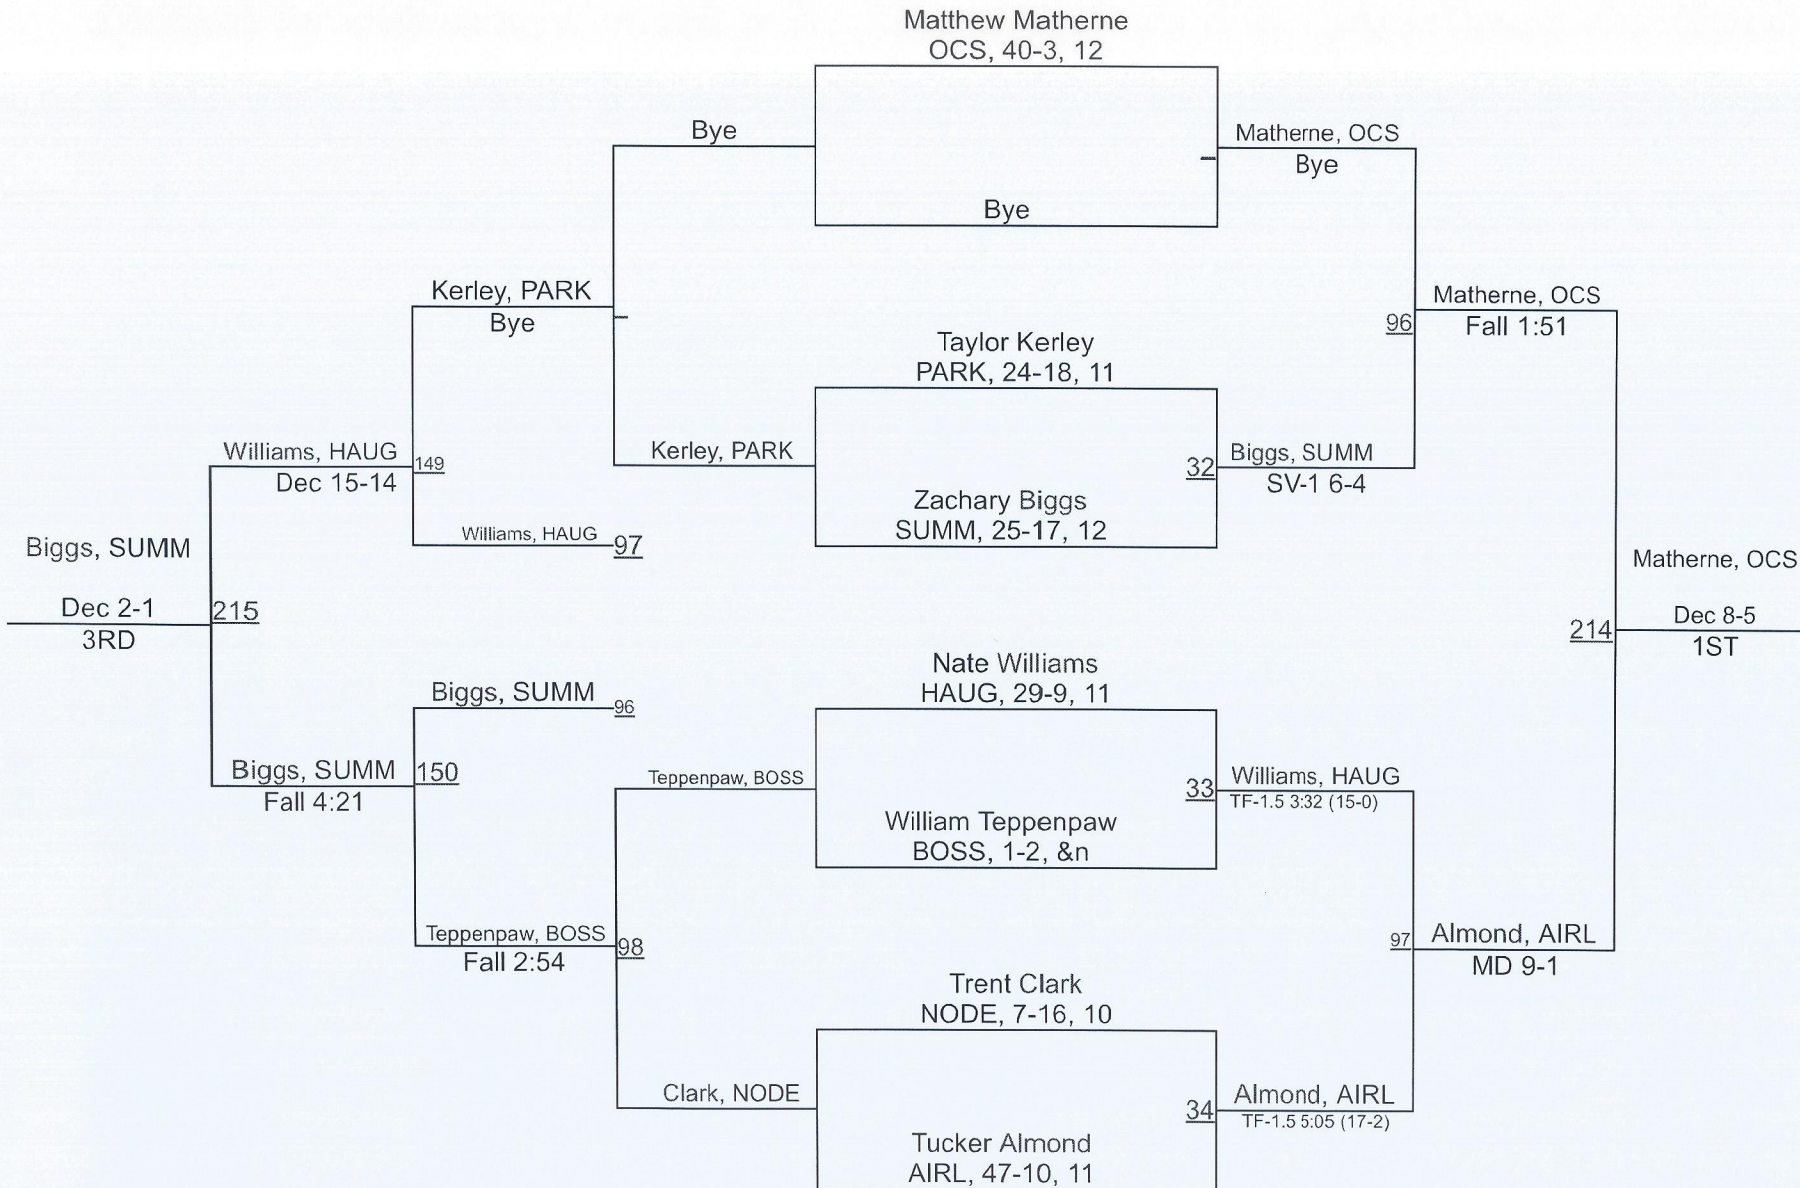 Matthew Matherne
OCS, 40-3, 12
Bye
Matherne, OCS
Bye
Bye
Kerley, PARK
Bye
Matherne, OCS
Fall 1:51
96
Taylor Kerley
PARK, 24-18, 11
Williams, HAUG
Dec 15-14
149
Kerley, PARK
32
Biggs, SUMM
SV-1 6-4
Zachary Biggs
SUMM, 25-17, 12
Williams, HAUG
97
Biggs, SUMM
Dec 2-1
3RD
215
Matherne, OCS
Dec 8-5
1ST
214
Nate Williams
HAUG, 29-9, 11
Biggs, SUMM
96
Biggs, SUMM
Fall 4:21
150
Teppenpaw, BOSS
33
Williams, HAUG
TF-1.5 3:32 (15-0)
William Teppenpaw
BOSS, 1-2, &n
Teppenpaw, BOSS
Fall 2:54
98
97
Almond, AIRL
MD 9-1
Trent Clark
NODE, 7-16, 10
Clark, NODE
34
Almond, AIRL
TF-1.5 5:05 (17-2)
Tucker Almond
AIRL, 47-10, 11